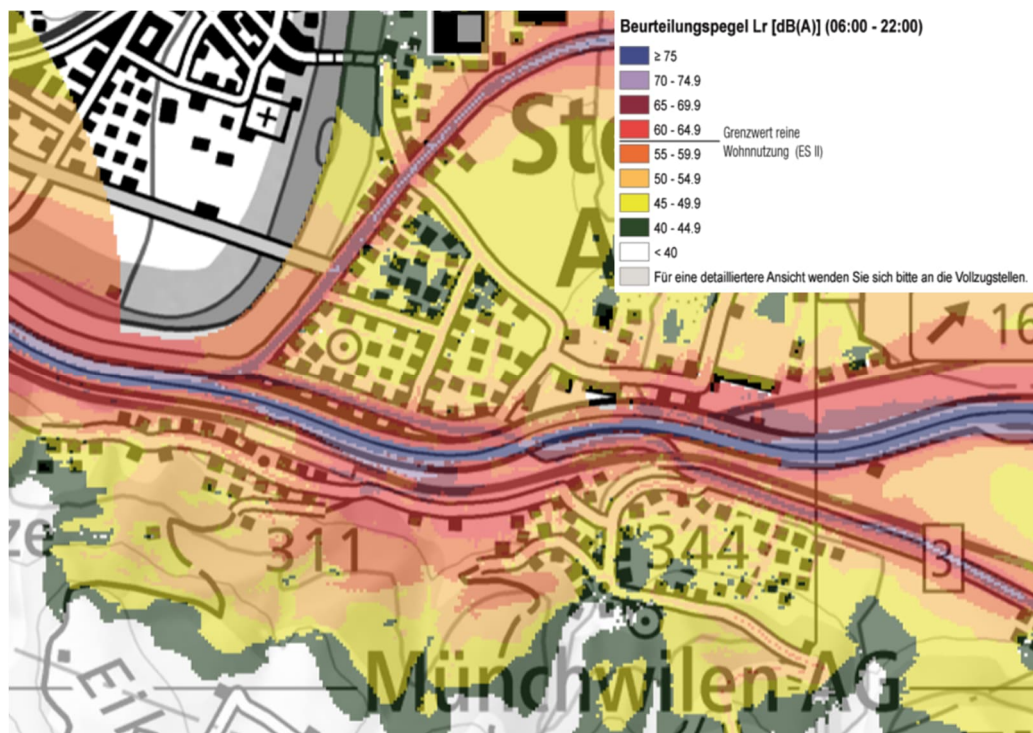 Beurteilungspegel Lr [dB(A)] (06:00 - 22:00)
≥ 75
70 - 74.9
65 - 69.9
60 - 64.9
Grenzwert reine
Wohnnutzung (ES II)
55 - 59.9
50 - 54.9
45 - 49.9
40 - 44.9
< 40
Für eine detailliertere Ansicht wenden Sie sich bitte an die Vollzugstellen.
311
344
3
Münchwilen AG